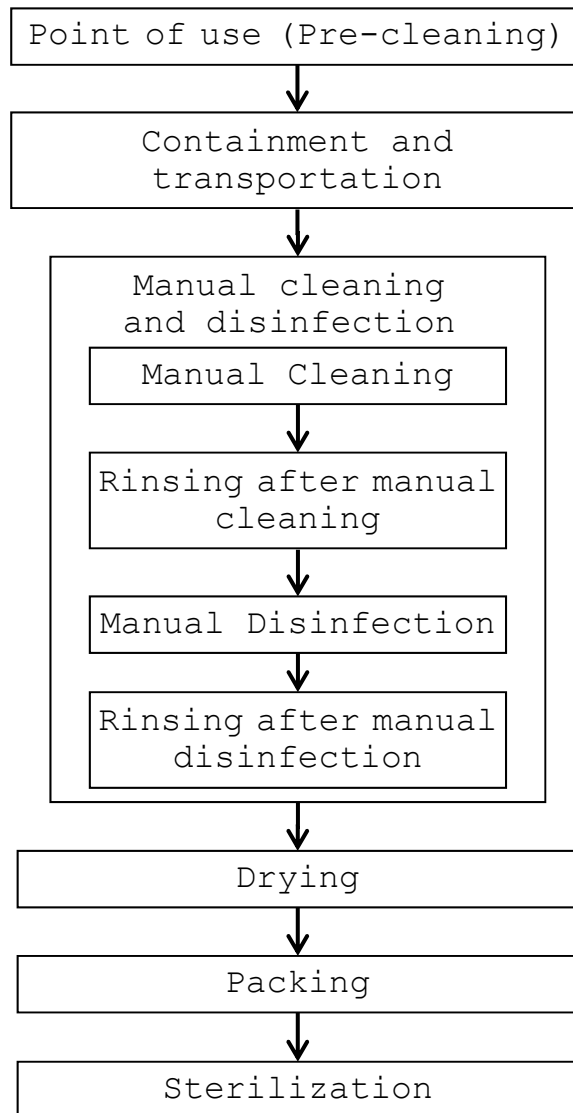 Point of use (Pre-cleaning)
Containment and
transportation
Manual cleaning
and disinfection
Manual Cleaning
Rinsing after manual
cleaning
Manual Disinfection
Rinsing after manual
disinfection
Drying
Packing
Sterilization